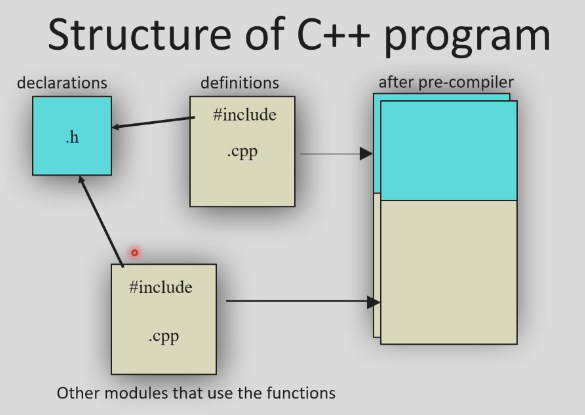 Structure of C++ program
declarations
definitions
after pre-compiler
.h
#include
.cpp
#include
.cpp
Other modules that use the functions